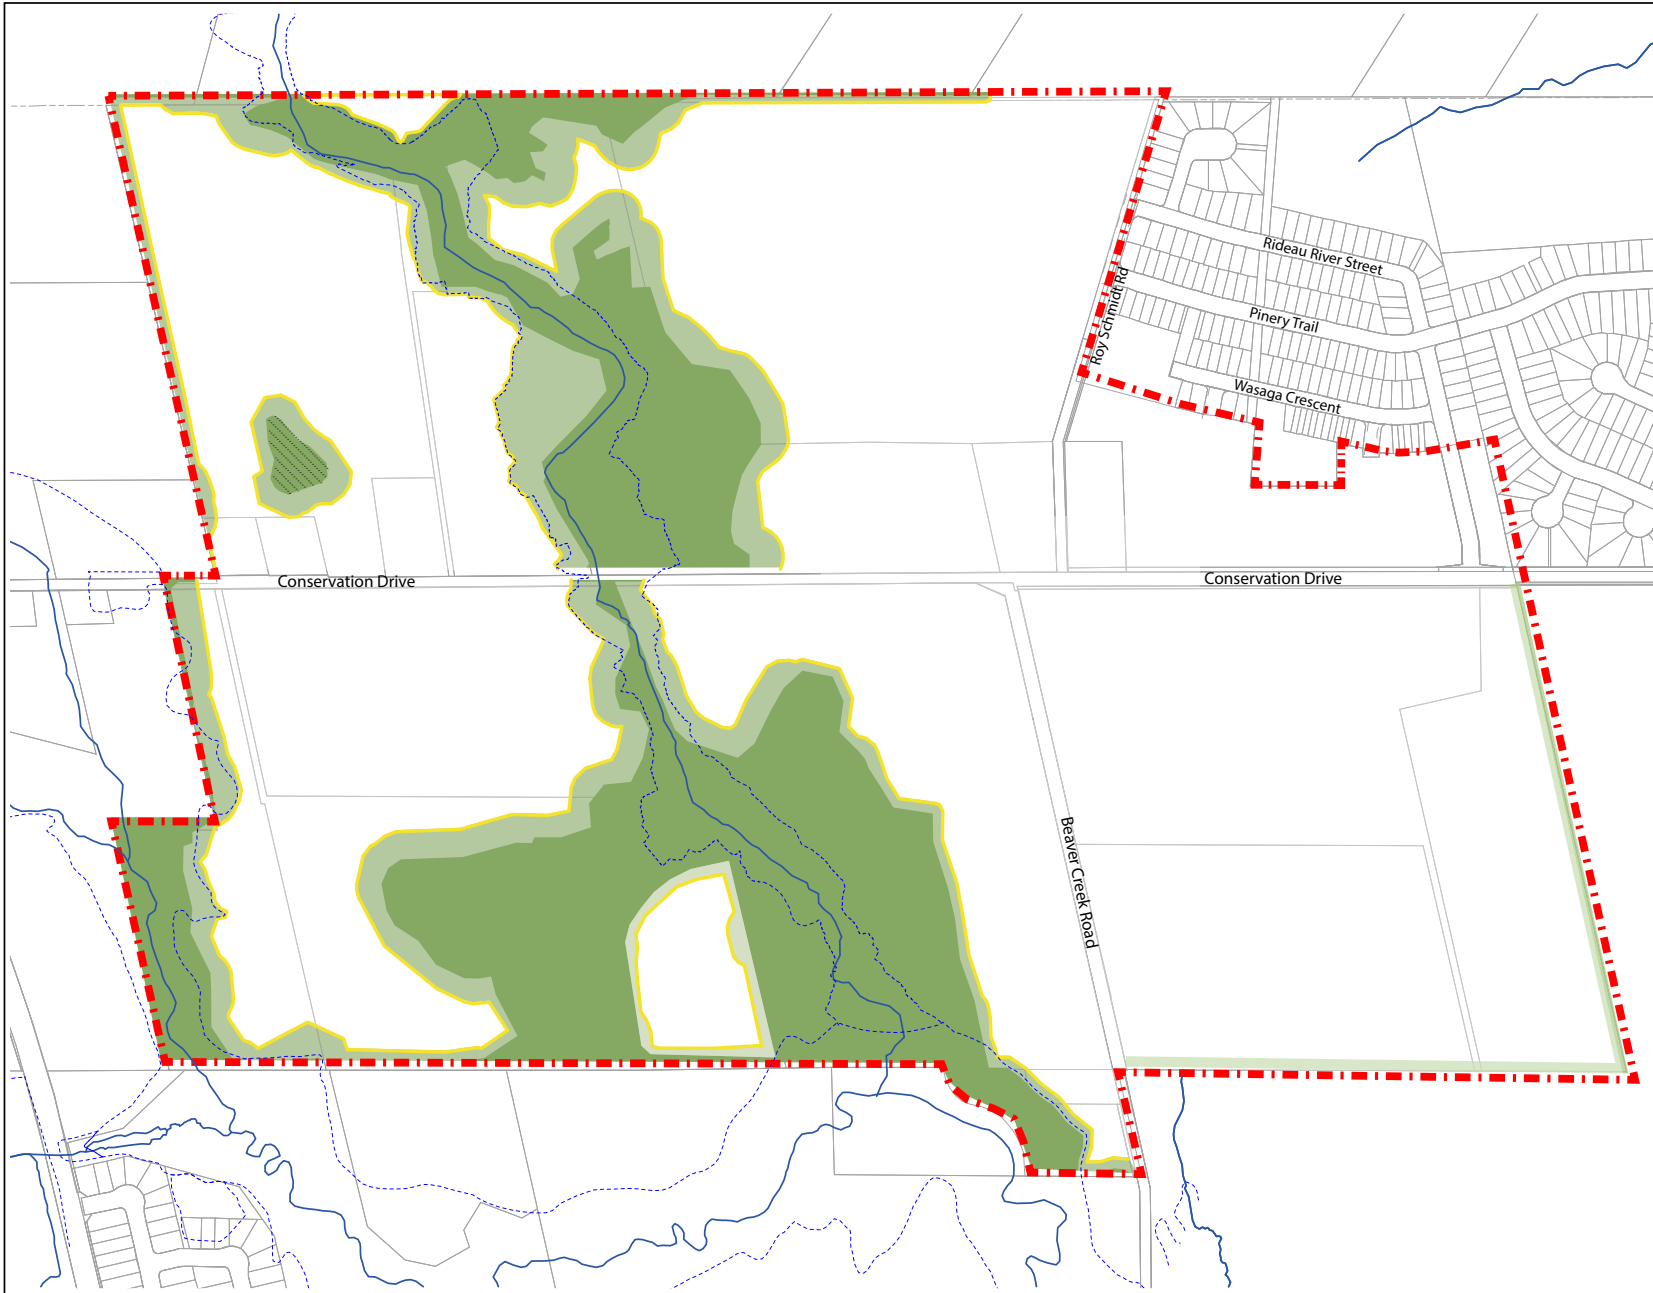 Rideau River Street
Pinery Trail
Roy Schmidt Rd
Wasaga Crescent
Conservation Drive
Conservation Drive
Beaver Creek Road